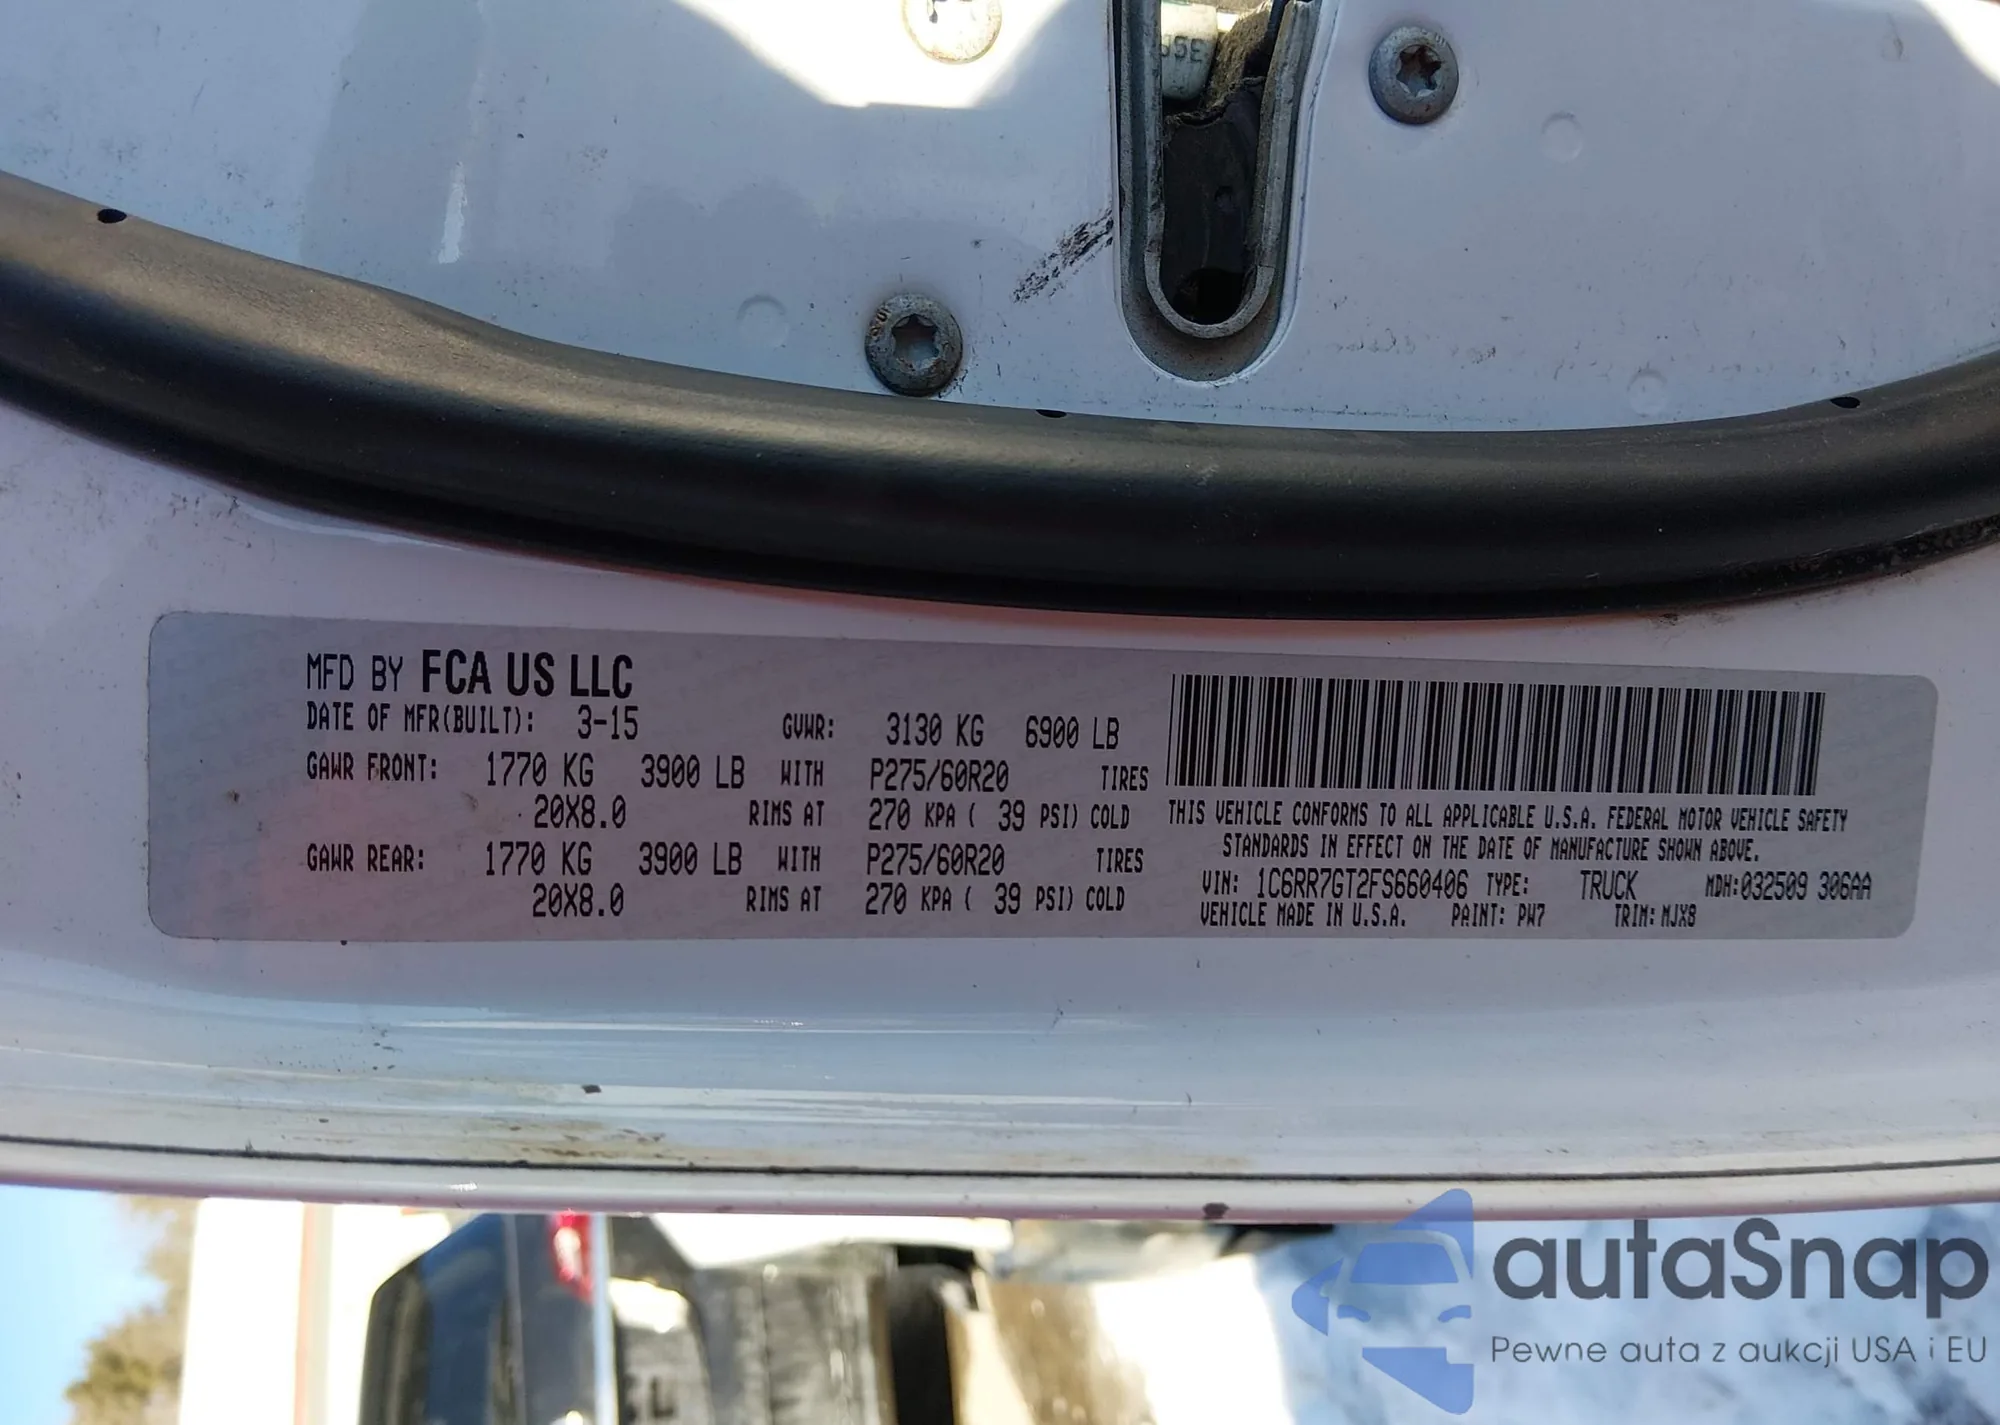 MFD BY FCA US LLC
DATE OF MFR(BUILT): 3-15 GVWR: 3130 KG 6900 LB
GAWR FRONT: 1770 KG 3900 LB WITH P275/60R20 TIRES
20X8.0 RIMS AT 270 KPA ( 39 PSI) COLD
GAWR REAR: 1770 KG 3900 LB WITH P275/60R20 TIRES
20X8.0 RIMS AT 270 KPA ( 39 PSI) COLD
THIS VEHICLE CONFORMS TO ALL APPLICABLE U.S.A. FEDERAL MOTOR VEHICLE SAFETY
STANDARDS IN EFFECT ON THE DATE OF MANUFACTURE SHOWN ABOVE.
VIN: 1C6RR7GT2FS660406 TYPE: TRUCK MDH:032509 306AA
VEHICLE MADE IN U.S.A. PAINT: PW7 TRIM: MJX8
autaSnap
Pewne auta z aukcji USA i EU